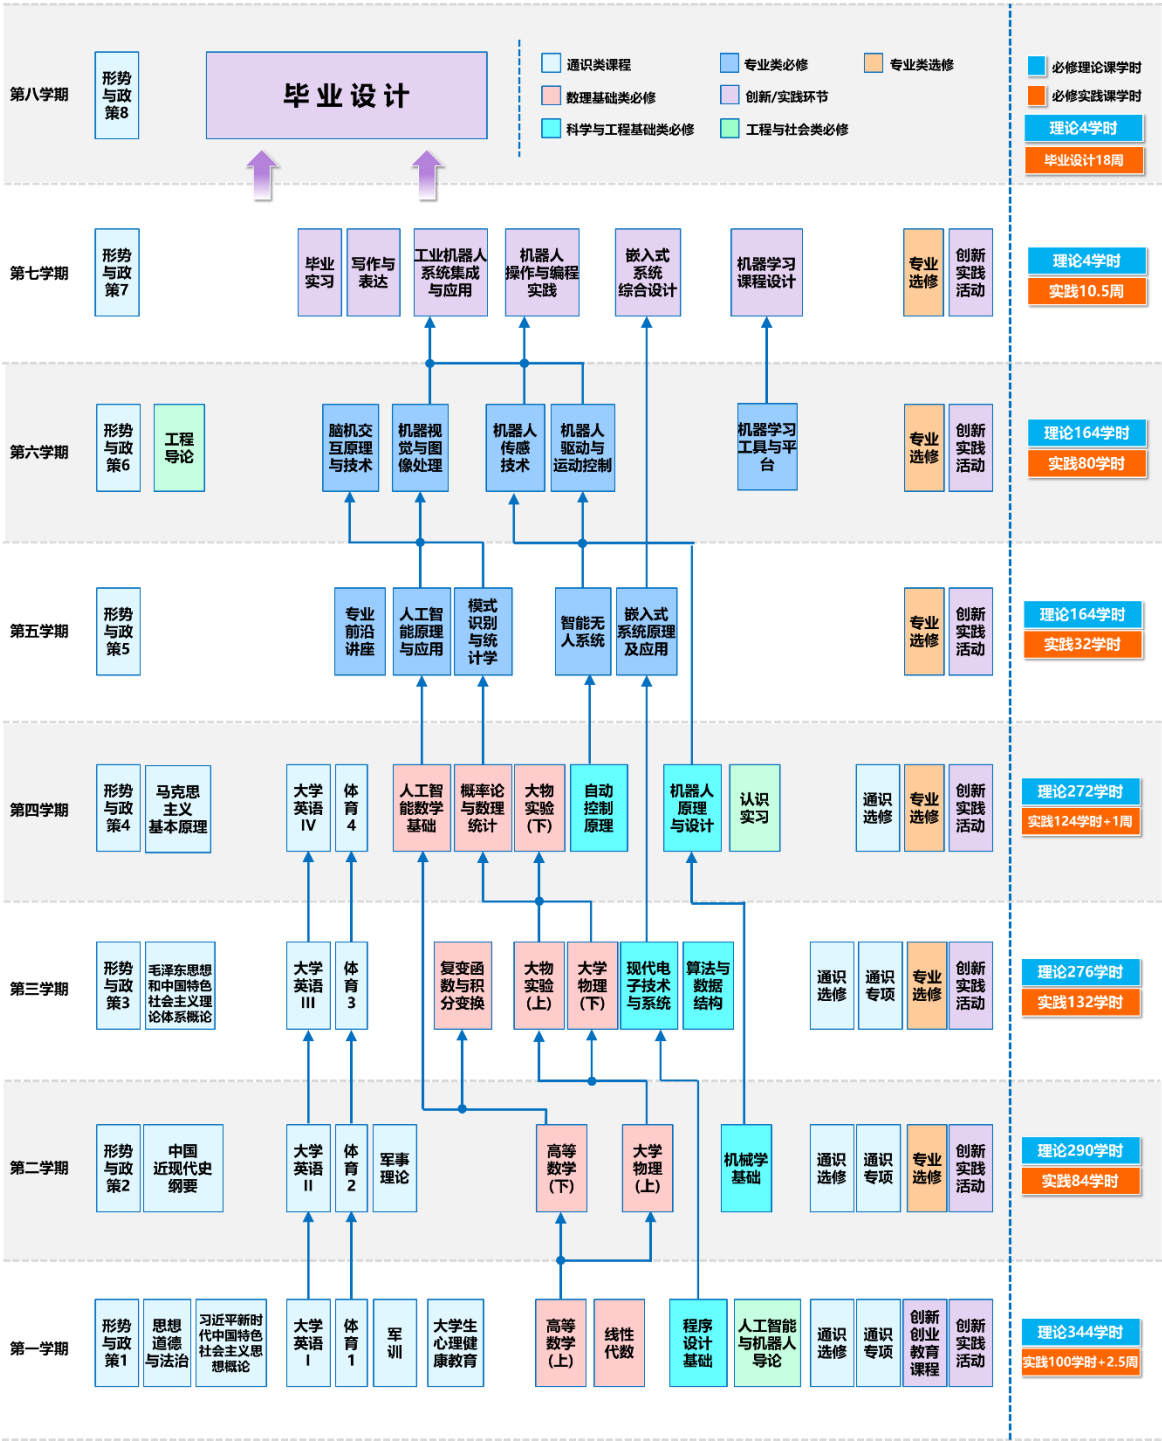 第八学期
形势
与政
策8
毕业设计
通识类课程
专业类必修
专业类选修
数理基础类必修
创新/实践环节
科学与工程基础类必修
工程与社会类必修
必修理论课学时
必修实践课学时
理论4学时
毕业设计18周
第七学期
形势
与政
策7
毕业
实习
写作与
表达
工业机器人
系统集成
与应用
机器人
操作与编程
实践
嵌入式
系统
综合设计
机器学习
课程设计
专业
选修
创新
实践
活动
理论4学时
实践10.5周
第六学期
形势
与政
策6
工程
导论
脑机交
互原理
与技术
机器视
觉与图
像处理
机器人
传感
技术
机器人
驱动与
运动控制
机器学习
工具与平
台
专业
选修
创新
实践
活动
理论164学时
实践80学时
第五学期
形势
与政
策5
专业
前沿
讲座
人工智
能原理
与应用
模式
识别
与统
计学
智能无
人系统
嵌入式
系统原理
及应用
专业
选修
创新
实践
活动
理论164学时
实践32学时
第四学期
形势
与政
策4
马克思
主义
基本原理
大学
英语
IV
体
育
4
人工智
能数学
基础
概率论
与数理
统计
大物
实验
(下)
自动
控制
原理
机器人
原理
与设计
认识
实习
通识
选修
专业
选修
创新
实践
活动
理论272学时
实践124学时+1周
第三学期
形势
与政
策3
毛泽东思想
和中国特色
社会主义理
论体系概论
大学
英语
III
体
育
3
复变函
数与积
分变换
大物
实验
(上)
大学
物理
(下)
现代电
子技术
与系统
算法与
数据
结构
通识
选修
通识
专项
专业
选修
创新
实践
活动
理论276学时
实践132学时
第二学期
形势
与政
策2
中国
近现代史
纲要
大学
英语
II
体
育
2
军事
理论
高等
数学
(下)
大学
物理
(上)
机械学
基础
通识
选修
通识
专项
专业
选修
创新
实践
活动
理论290学时
实践84学时
第一学期
形势
与政
策1
思想
道德
与法治
习近平新时
代中国特色
社会主义思
想概论
大学
英语
I
体
育
1
军
训
大学生
心理健
康教育
高等
数学
(上)
线性
代数
程序
设计
基础
人工智能
与机器人
导论
通识
选修
通识
专项
创新
创业
教育
课程
创新
实践
活动
理论344学时
实践100学时+2.5周